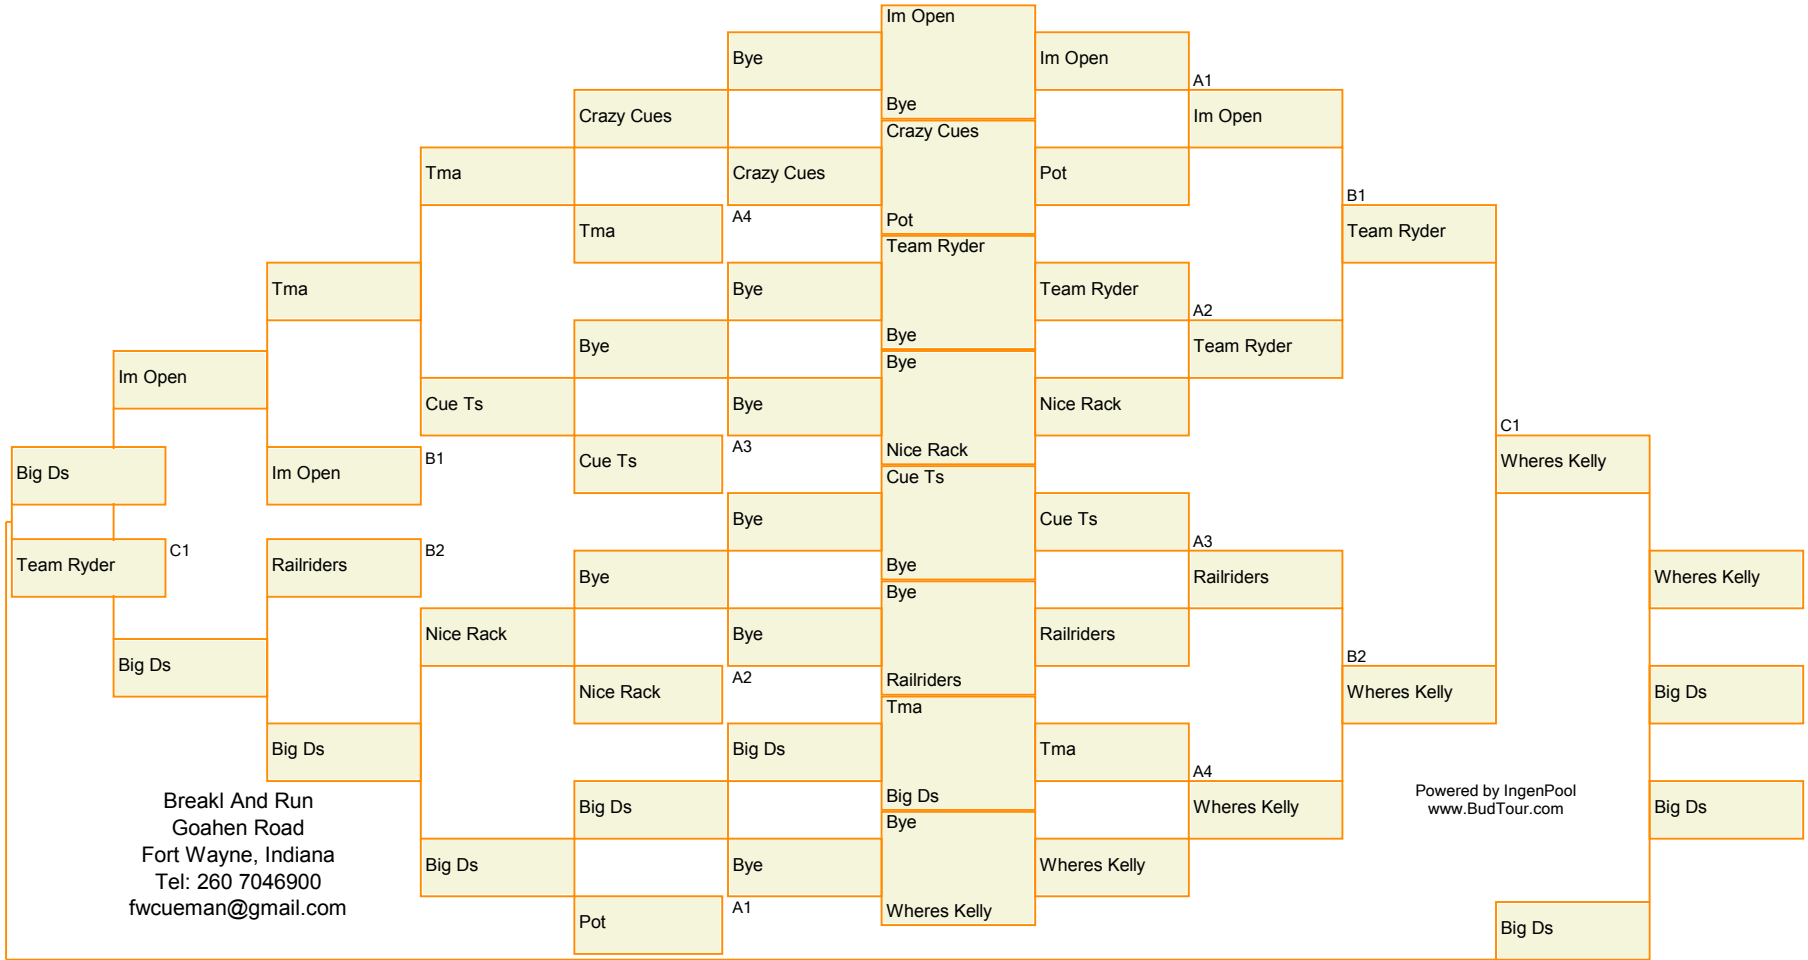 Im Open
Bye
Im Open
A1
Crazy Cues
Bye
Im Open
Crazy Cues
Tma
Crazy Cues
Pot
B1
Tma
A4
Pot
Team Ryder
Team Ryder
Tma
Bye
Team Ryder
A2
Bye
Bye
Team Ryder
Bye
Im Open
Cue Ts
Bye
Nice Rack
C1
Big Ds
Im Open
B1
Cue Ts
A3
Nice Rack
Wheres Kelly
Cue Ts
Bye
Cue Ts
A3
Team Ryder
C1
Railriders
B2
Bye
Bye
Railriders
Wheres Kelly
Bye
Nice Rack
Bye
Railriders
B2
Big Ds
Nice Rack
A2
Railriders
Wheres Kelly
Big Ds
Tma
Big Ds
Big Ds
Tma
A4
Big Ds
Big Ds
Wheres Kelly
Big Ds
Bye
Big Ds
Bye
Wheres Kelly
Pot
A1
Wheres Kelly
Big Ds
Breakl And Run
Goahen Road
Fort Wayne, Indiana
Tel: 260 7046900
fwcueman@gmail.com
Powered by IngenPool
www.BudTour.com